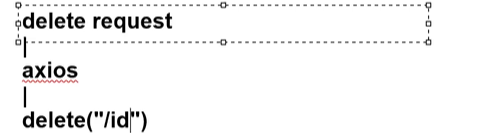 delete request
|
axios
|
delete("/id")